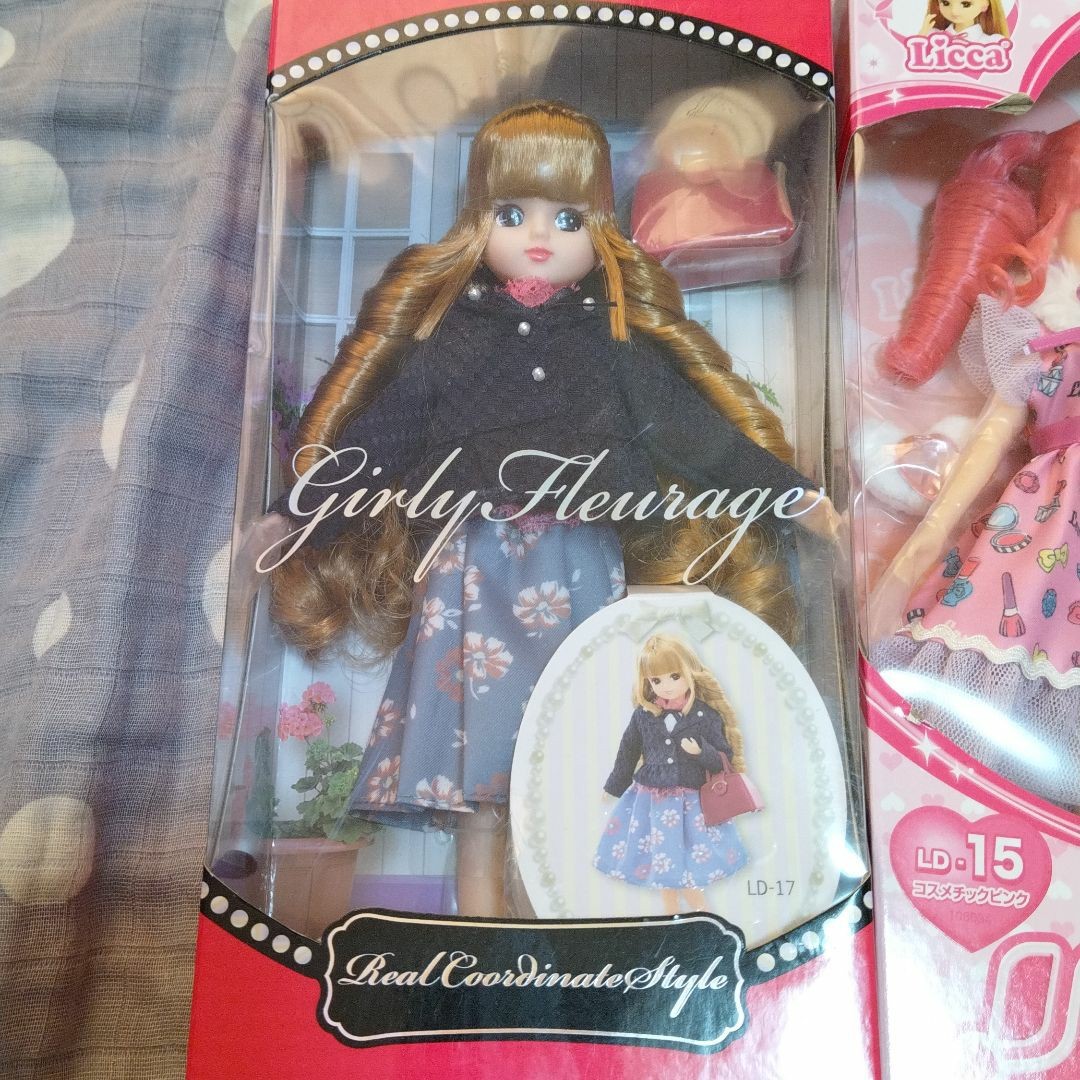 Girly Fleurage
LD-17
Real Coordinate Style
Licca
LD-15
コスメチックピンク